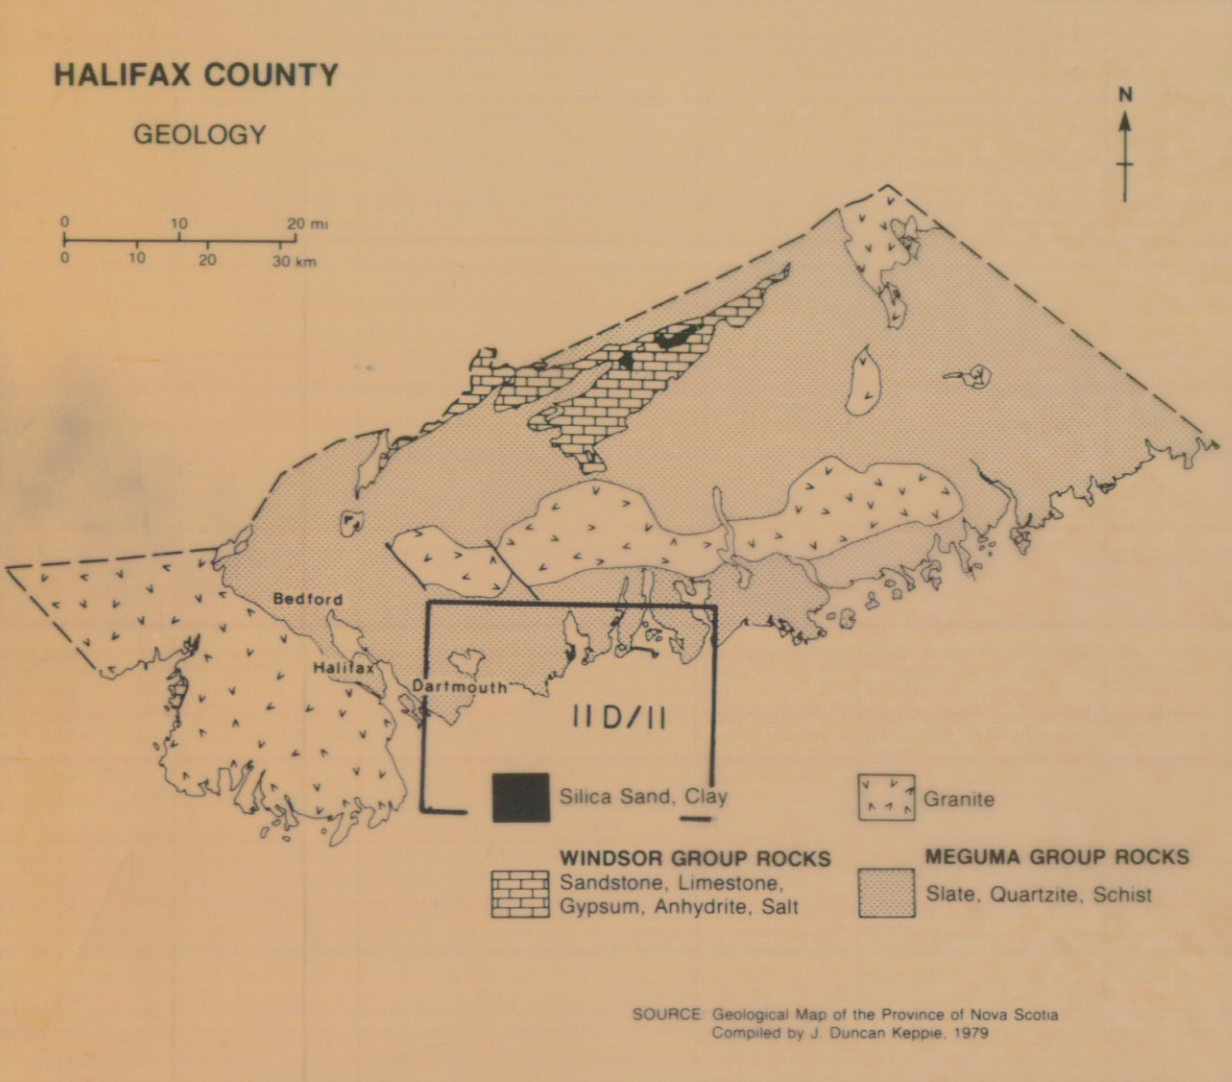 HALIFAX COUNTY
GEOLOGY
N
0 10 20 mi
0 10 20 30 km
Bedford
Halifax
Dartmouth
11 D/11
Silica Sand, Clay
Granite
WINDSOR GROUP ROCKS
Sandstone, Limestone,
Gypsum, Anhydrite, Salt
MEGUMA GROUP ROCKS
Slate, Quartzite, Schist
SOURCE: Geological Map of the Province of Nova Scotia
Compiled by J. Duncan Keppie, 1979